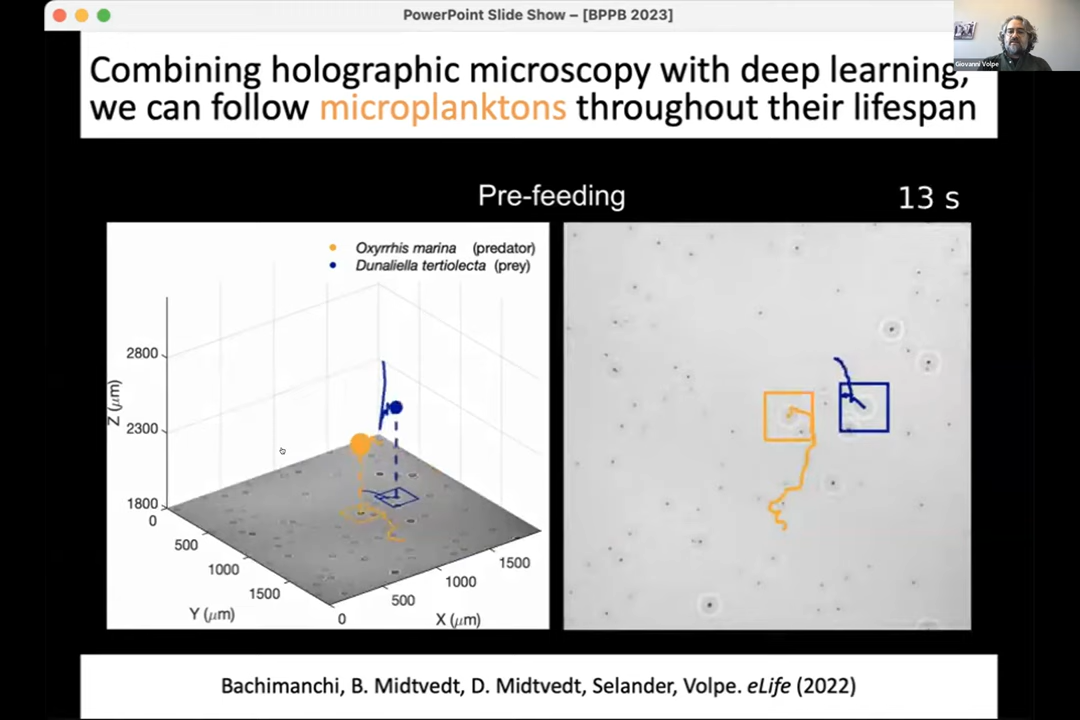 PowerPoint Slide Show – [BPPB 2023]
Giovanni Volpe
Combining holographic microscopy with deep learning,
we can follow microplanktons throughout their lifespan
Pre-feeding
13 s
Oxyrrhis marina (predator)
Dunaliella tertiolecta (prey)
2800
2300
1800
Z (μm)
0
500
1000
1500
Y (μm)
0
500
1000
1500
X (μm)
Bachimanchi, B. Midtvedt, D. Midtvedt, Selander, Volpe. eLife (2022)